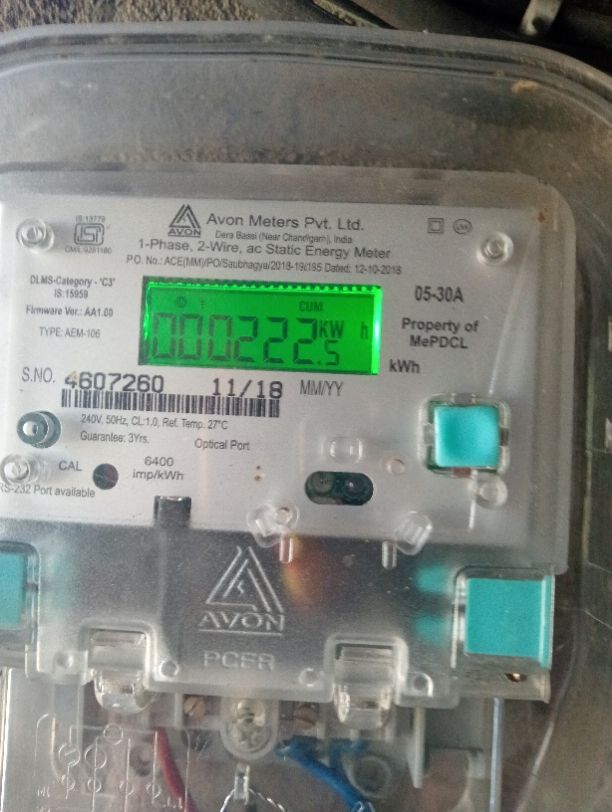 IS:13779
ISI
CM/L 9281180
AVON
Avon Meters Pvt. Ltd.
Dera Bassi (Near Chandigarh), India
1-Phase, 2-Wire, ac Static Energy Meter
P.O. No.: ACE(MM)/PO/Saubhagya/2018-19/195 Dated: 12-10-2018
DLMS-Category - 'C3'
IS:15959
Firmware Ver.: AA1.00
TYPE: AEM-106
CUM
000222.5 KW h
05-30A
Property of
MePDCL
kWh
S.NO. 4607260 11/18 MM/YY
240V, 50Hz, CL:1.0, Ref. Temp. 27°C
Guarantee: 3Yrs.
Optical Port
CAL
6400
imp/kWh
RS-232 Port available
AVON